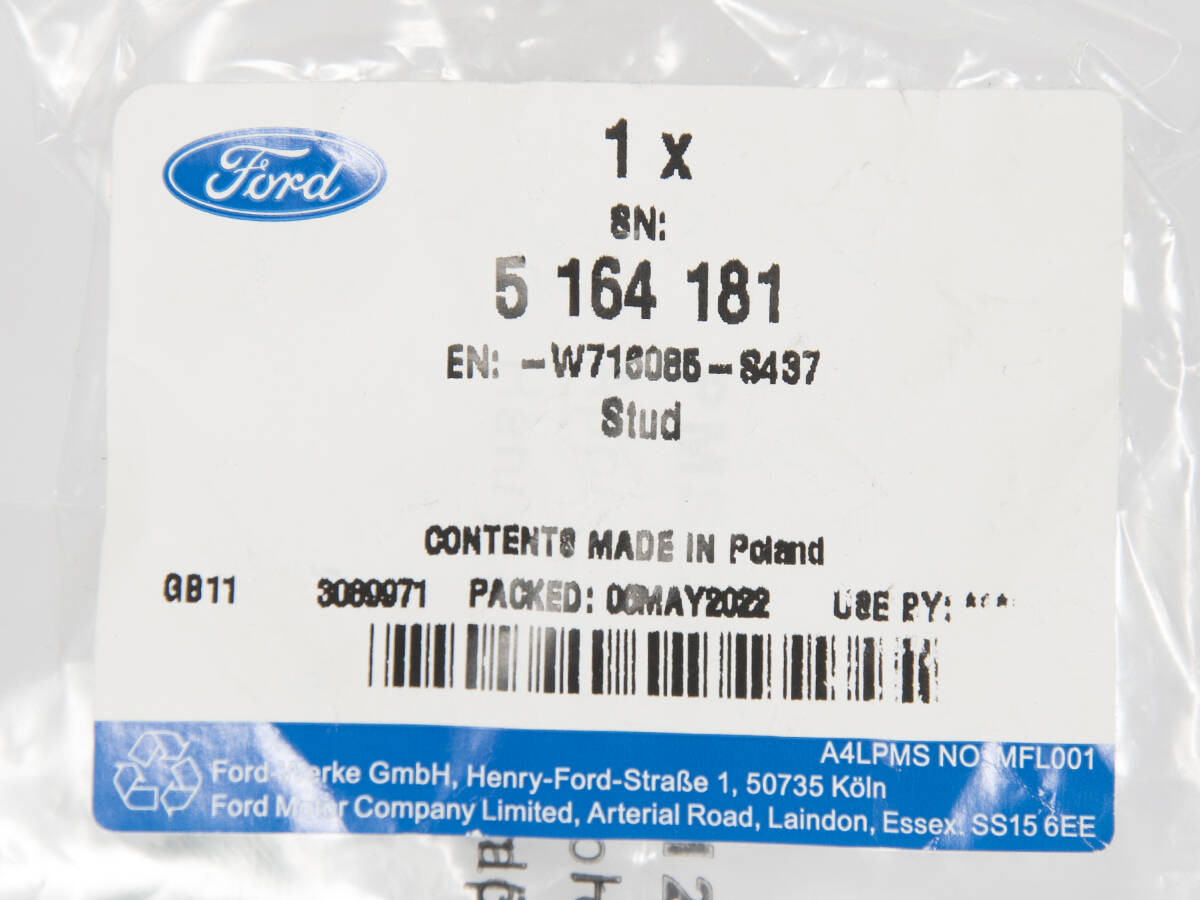 Ford
1 x
SN:
5 164 181
EN: -W716085-S437
Stud
CONTENTS MADE IN Poland
GB11 3089971 PACKED: 06MAY2022 USE BY: ****
A4LPMS NO. MFL001
Ford-Werke GmbH, Henry-Ford-Straße 1, 50735 Köln
Ford Motor Company Limited, Arterial Road, Laindon, Essex. SS15 6EE